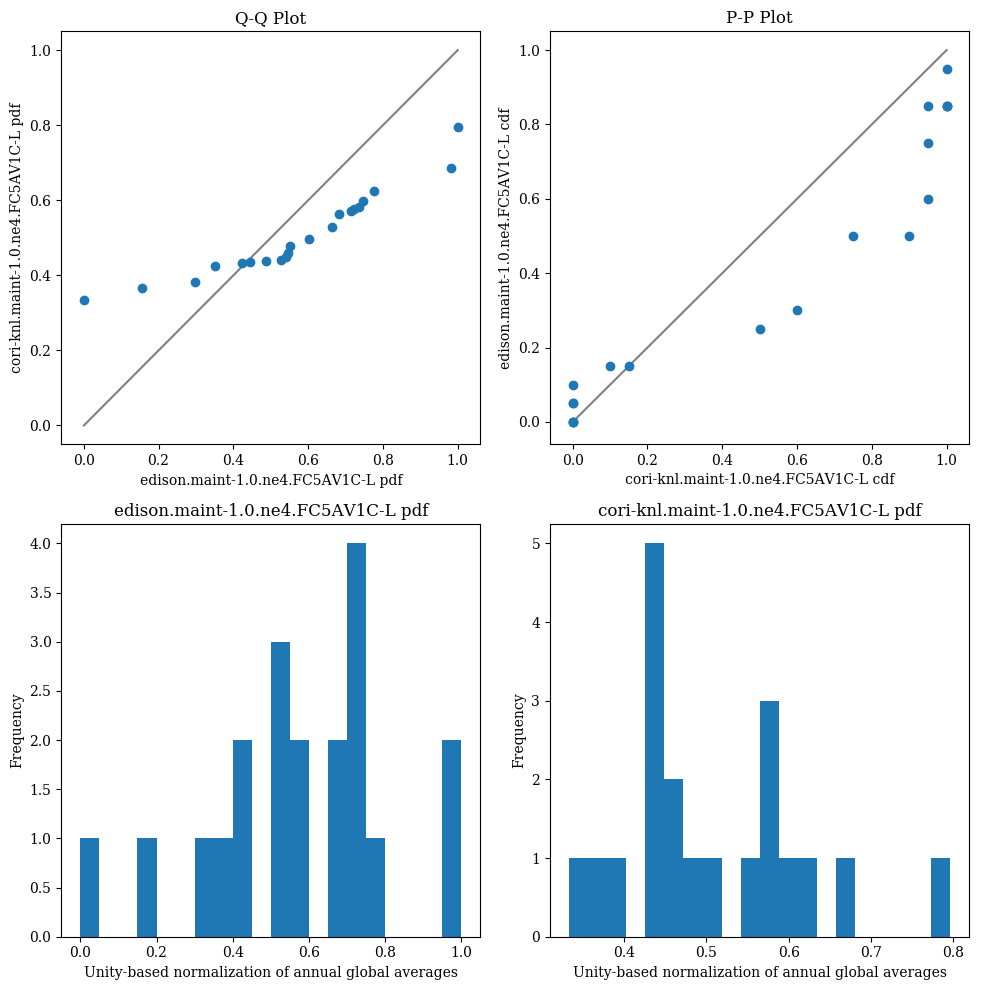 Q-Q Plot
cori-knl.maint-1.0.ne4.FC5AV1C-L pdf
1.0
0.8
0.6
0.4
0.2
0.0
0.0 0.2 0.4 0.6 0.8 1.0
edison.maint-1.0.ne4.FC5AV1C-L pdf
P-P Plot
edison.maint-1.0.ne4.FC5AV1C-L cdf
1.0
0.8
0.6
0.4
0.2
0.0
0.0 0.2 0.4 0.6 0.8 1.0
cori-knl.maint-1.0.ne4.FC5AV1C-L cdf
edison.maint-1.0.ne4.FC5AV1C-L pdf
Frequency
4.0
3.5
3.0
2.5
2.0
1.5
1.0
0.5
0.0
0.0 0.2 0.4 0.6 0.8 1.0
Unity-based normalization of annual global averages
cori-knl.maint-1.0.ne4.FC5AV1C-L pdf
Frequency
5
4
3
2
1
0
0.4 0.5 0.6 0.7 0.8
Unity-based normalization of annual global averages